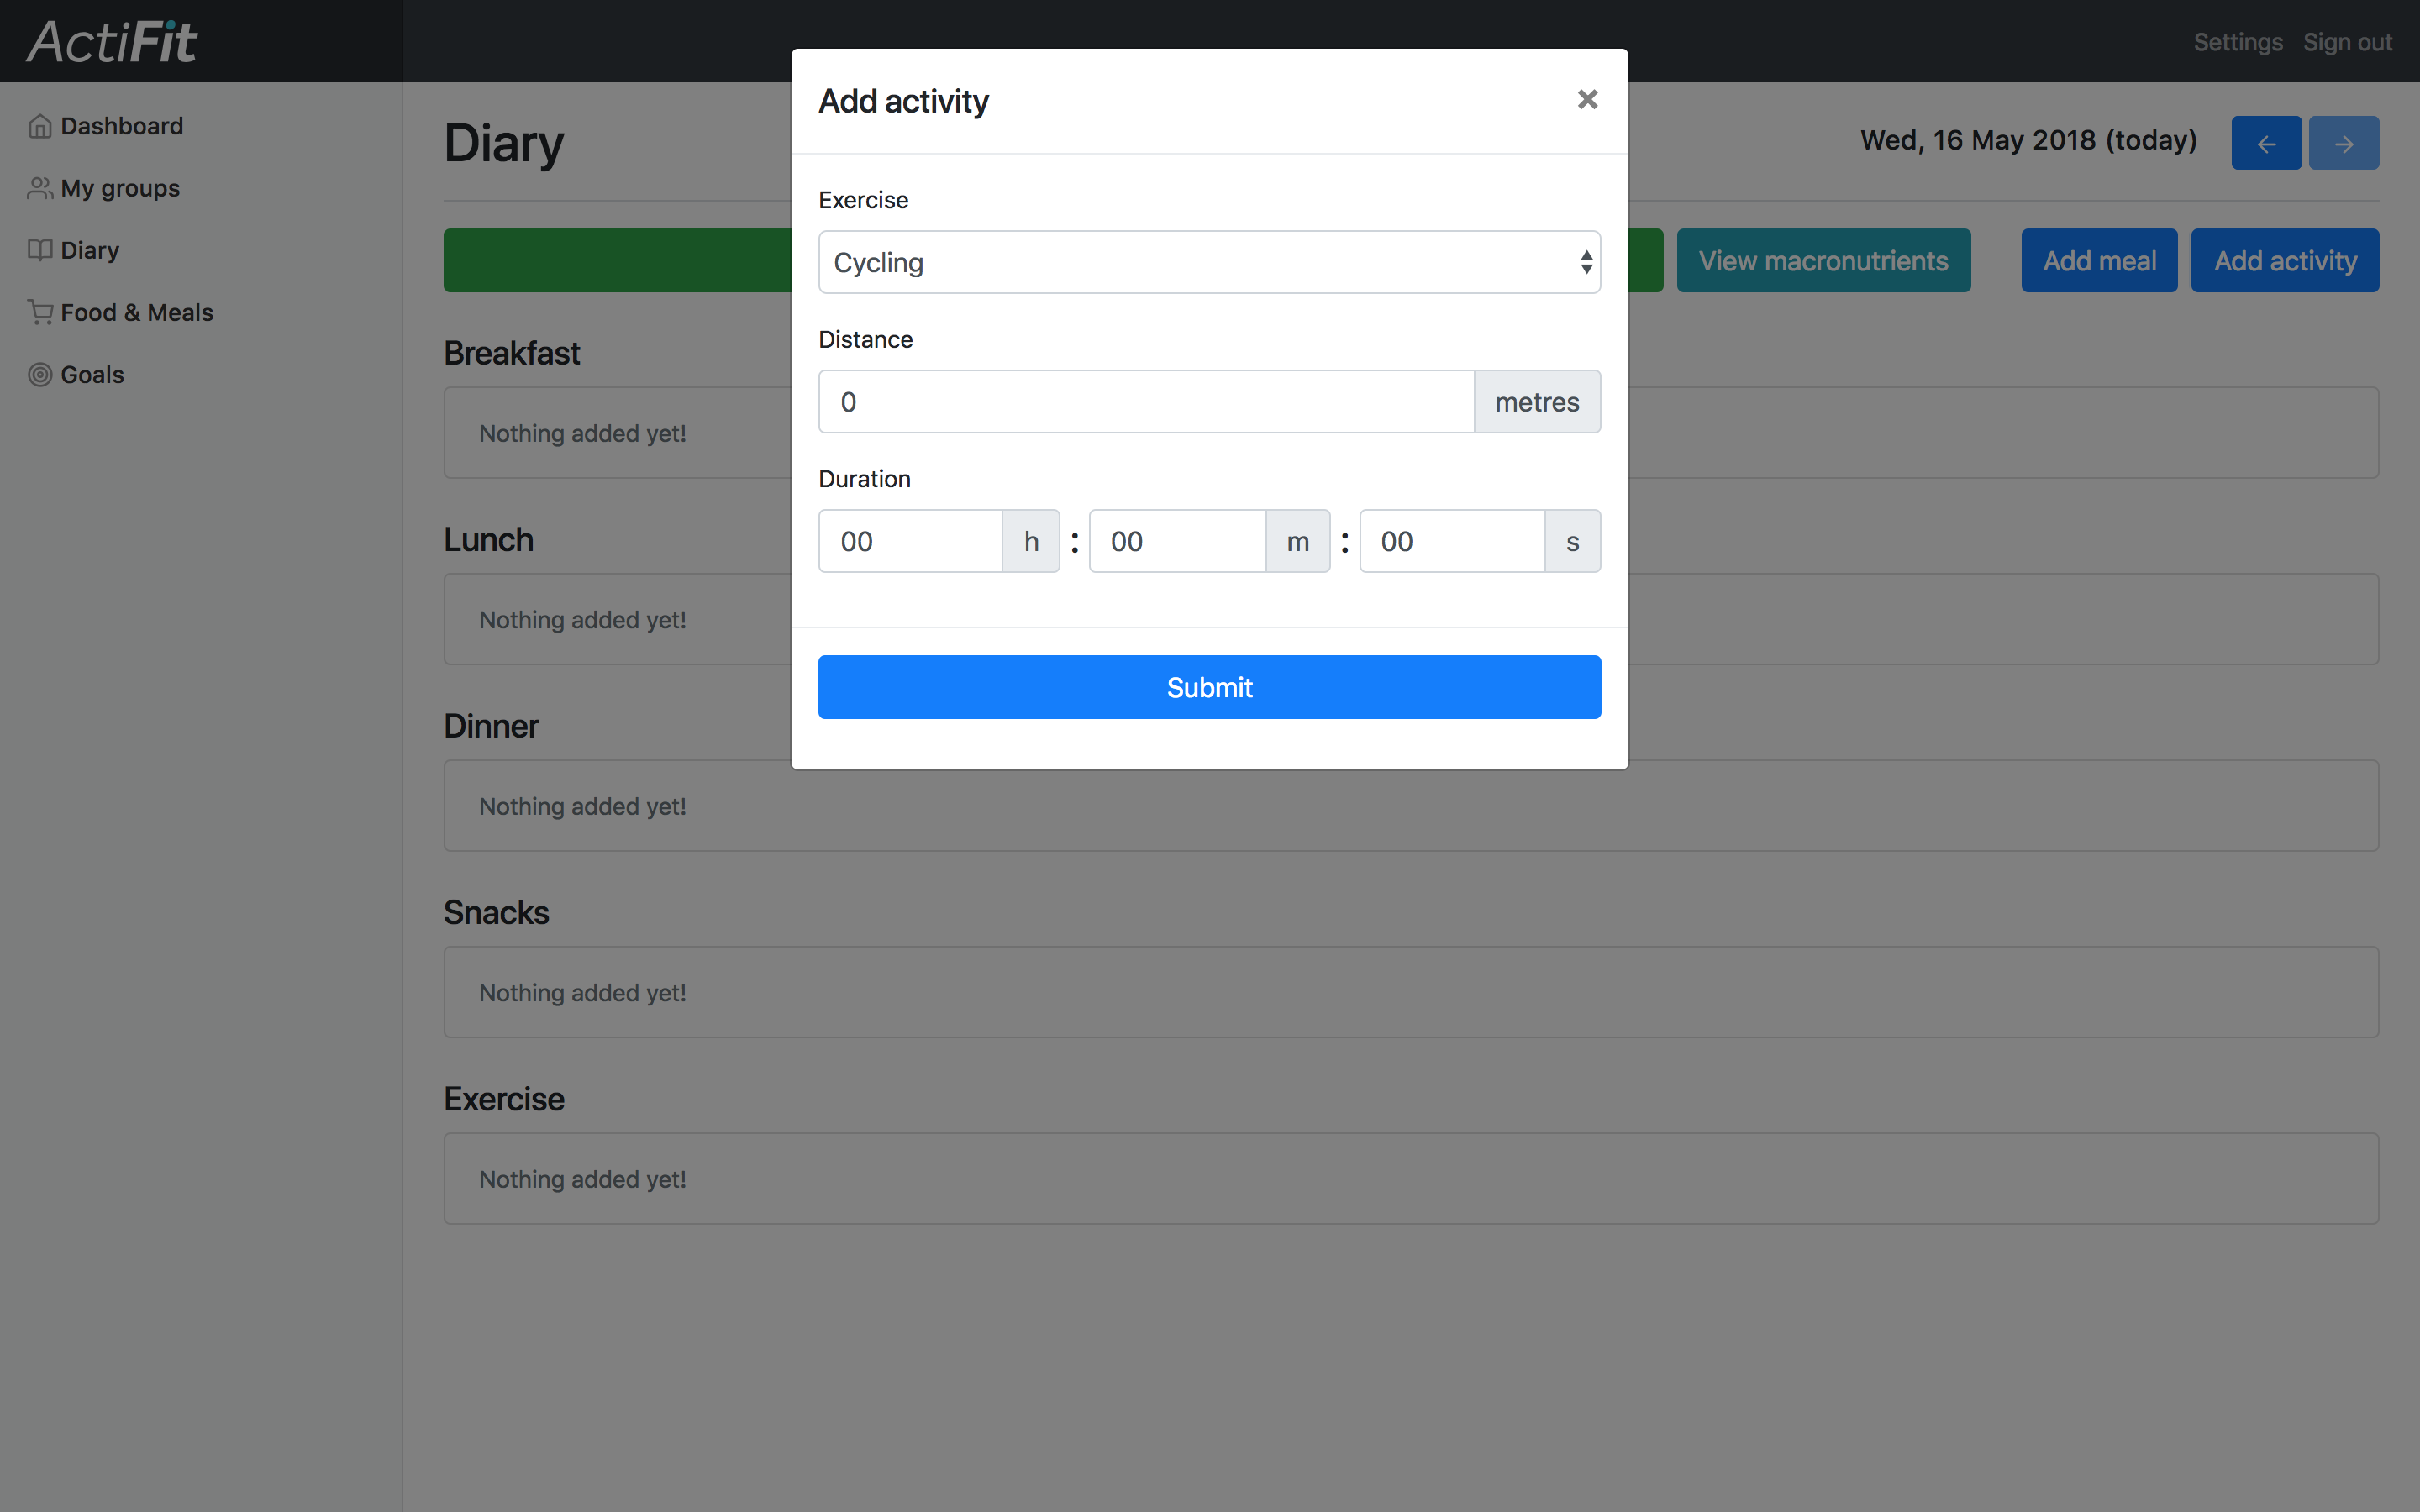 ActiFit
Settings Sign out
Dashboard
My groups
Diary
Food & Meals
Goals
Diary
Wed, 16 May 2018 (today)
View macronutrients
Add meal
Add activity
Breakfast
Nothing added yet!
Lunch
Nothing added yet!
Dinner
Nothing added yet!
Snacks
Nothing added yet!
Exercise
Nothing added yet!
Add activity
Exercise
Cycling
Distance
0 metres
Duration
00 h : 00 m : 00 s
Submit